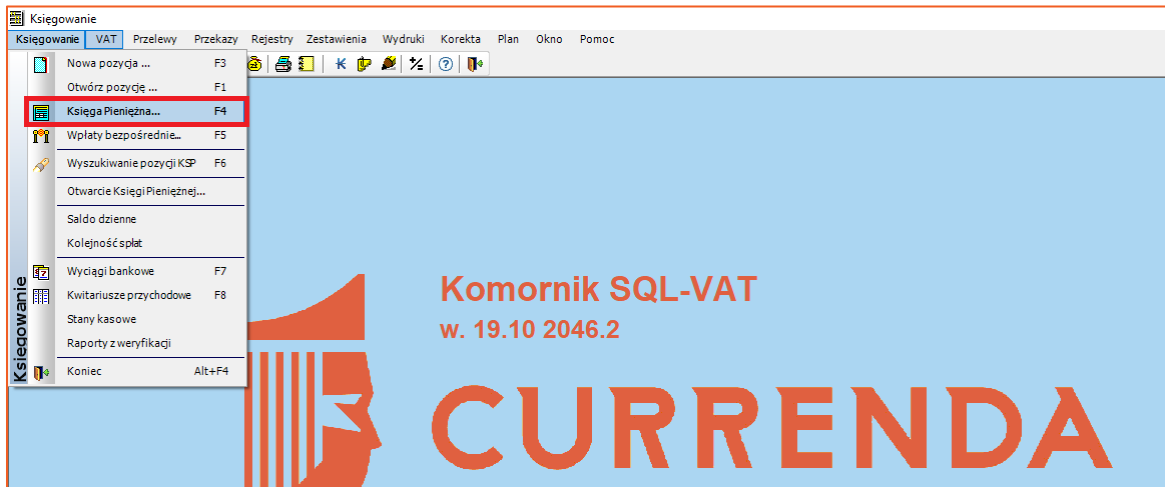 Księgowanie
Księgowanie VAT Przelewy Przekazy Rejestry Zestawienia Wydruki Korekta Plan Okno Pomoc
Nowa pozycja ... F3
Otwórz pozycję ... F1
Księga Pieniężna... F4
Wpłaty bezpośrednie... F5
Wyszukiwanie pozycji KSP F6
Otwarcie Księgi Pieniężnej...
Saldo dzienne
Kolejność spłat
Wyciągi bankowe F7
Kwitariusze przychodowe F8
Stany kasowe
Raporty z weryfikacji
Koniec Alt+F4
Księgowanie
Komornik SQL-VAT
w. 19.10 2046.2
CURRENDA